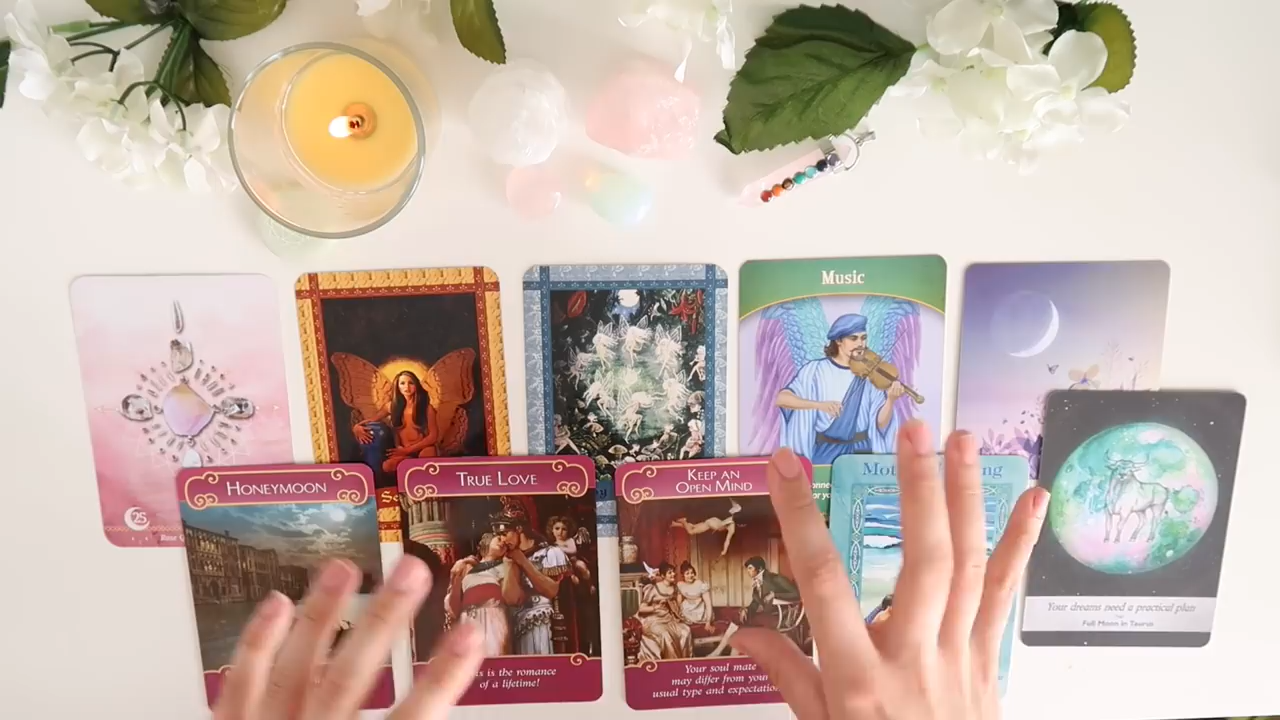 Music
25
HONEYMOON
TRUE LOVE
is the romance
of a lifetime!
KEEP AN
OPEN MIND
Your soul mate
may differ from your
usual type and expectations
Your dreams need a practical plan
Full Moon in Taurus